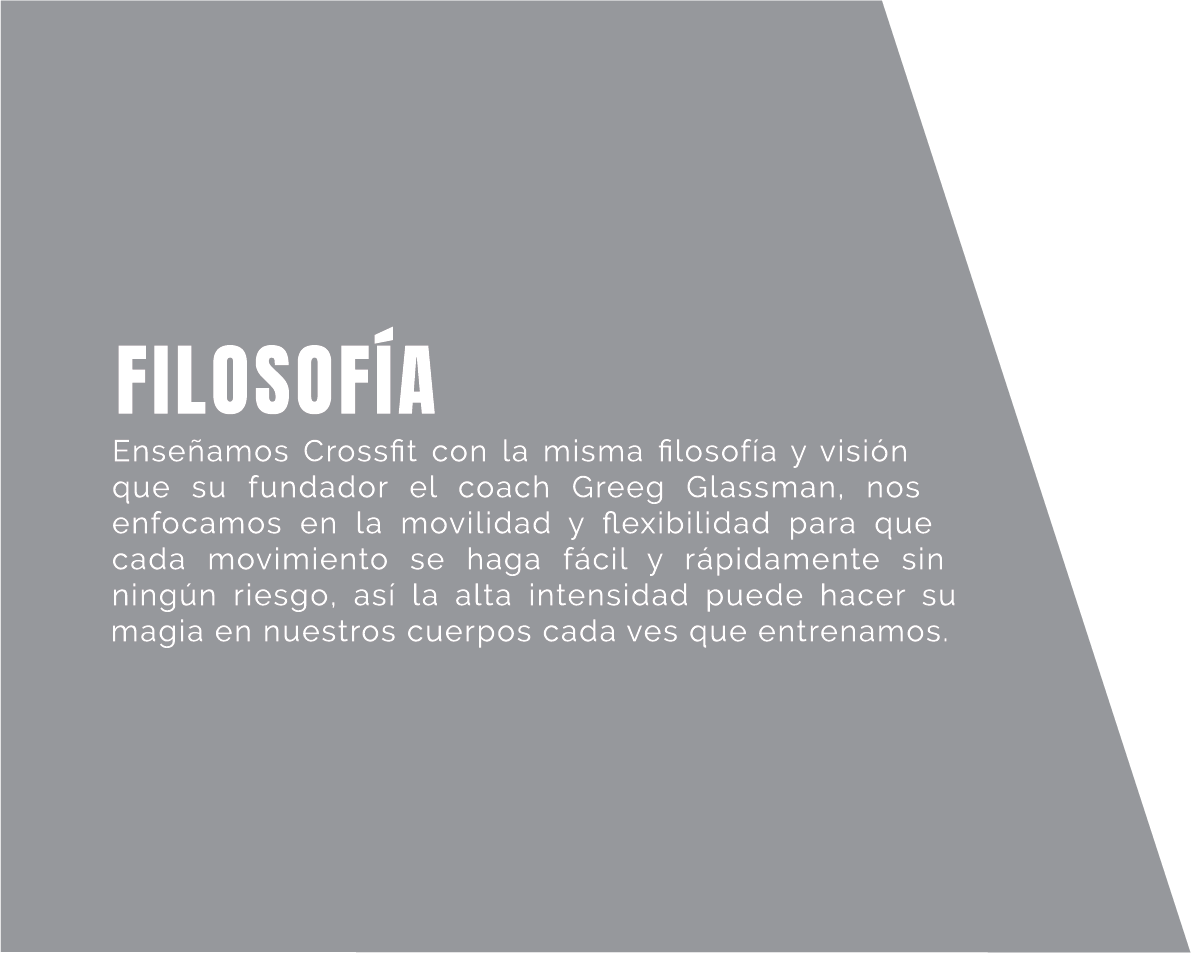 FILOSOFÍA
Enseñamos Crossfit con la misma filosofía y visión
que su fundador el coach Greeg Glassman, nos
enfocamos en la movilidad y flexibilidad para que
cada movimiento se haga fácil y rápidamente sin
ningún riesgo, así la alta intensidad puede hacer su
magia en nuestros cuerpos cada ves que entrenamos.